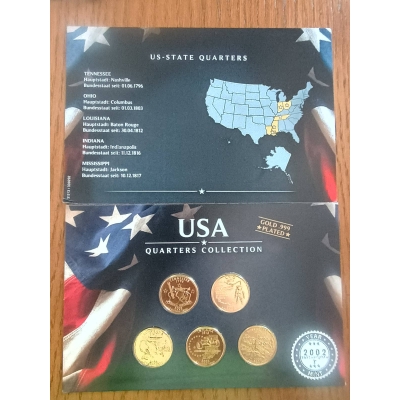 US-STATE QUARTERS
TENNESSEE
Hauptstadt: Nashville
Bundesstaat seit: 01.06.1796
OHIO
Hauptstadt: Columbus
Bundesstaat seit: 01.03.1803
LOUISIANA
Hauptstadt: Baton Rouge
Bundesstaat seit: 30.04.1812
INDIANA
Hauptstadt: Indianapolis
Bundesstaat seit: 11.12.1816
MISSISSIPPI
Hauptstadt: Jackson
Bundesstaat seit: 10.12.1817
USA
QUARTERS COLLECTION
GOLD 999
PLATED
YEAR
2002